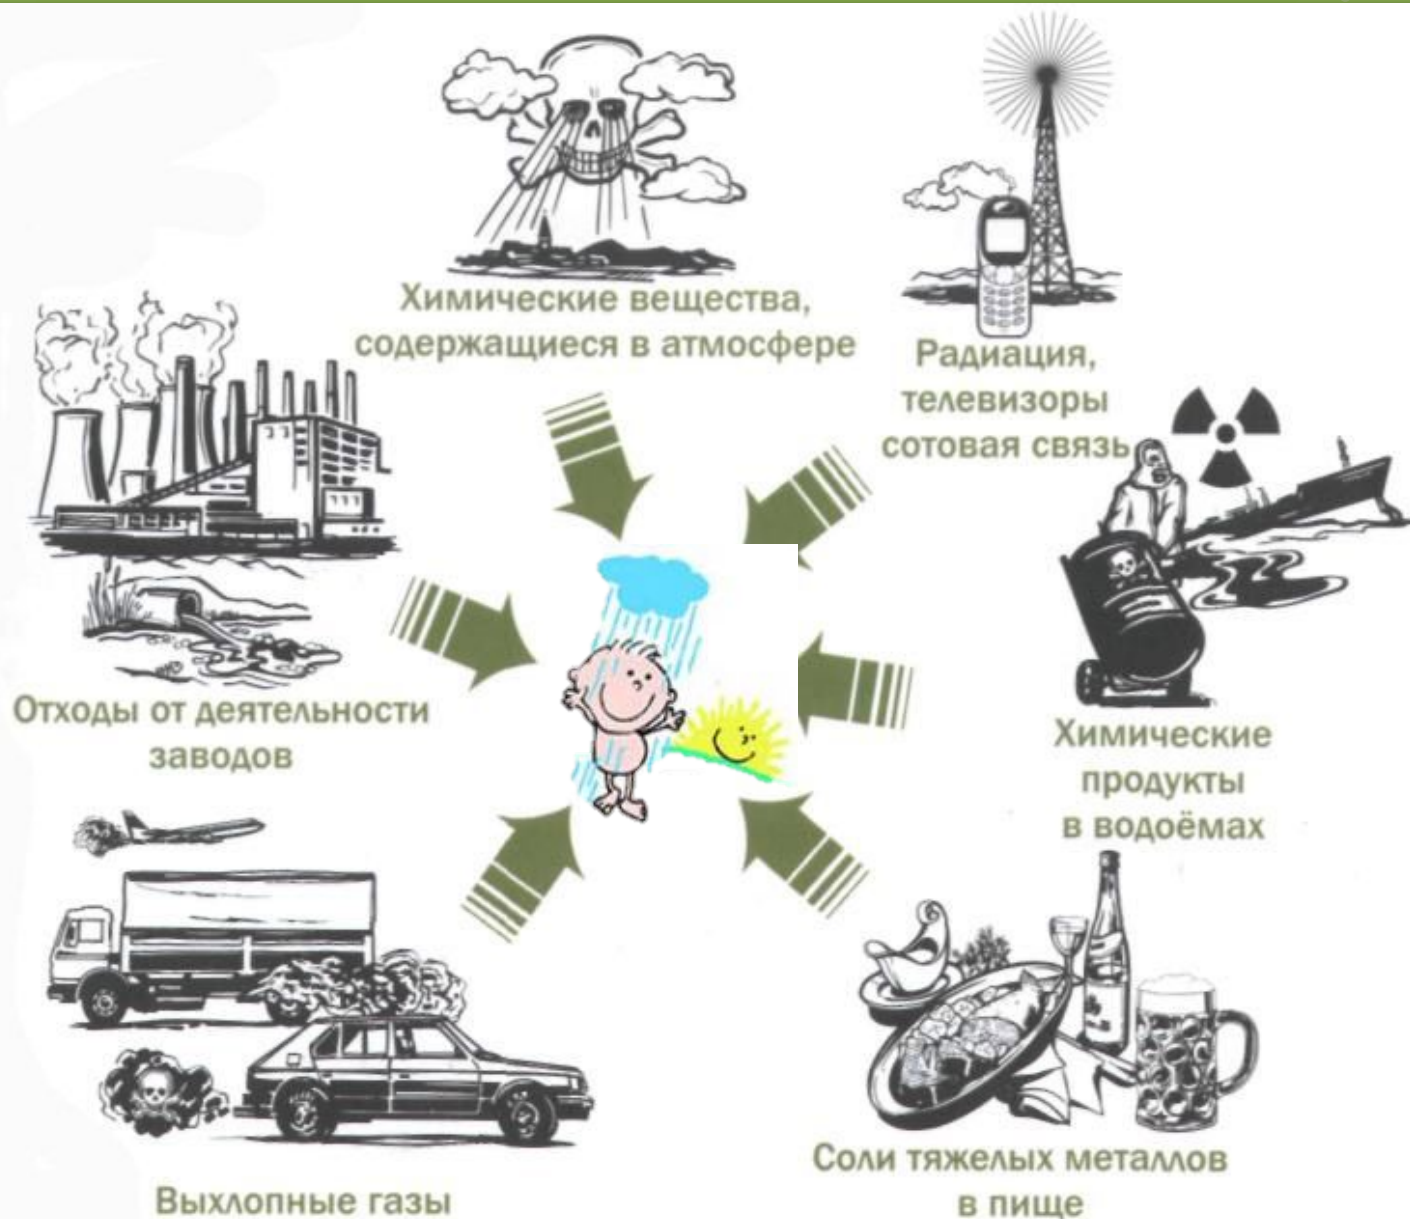 Химические вещества,
содержащиеся в атмосфере
Радиация,
телевизоры
сотовая связь
Отходы от деятельности
заводов
Химические
продукты
в водоёмах
Выхлопные газы
Соли тяжелых металлов
в пище